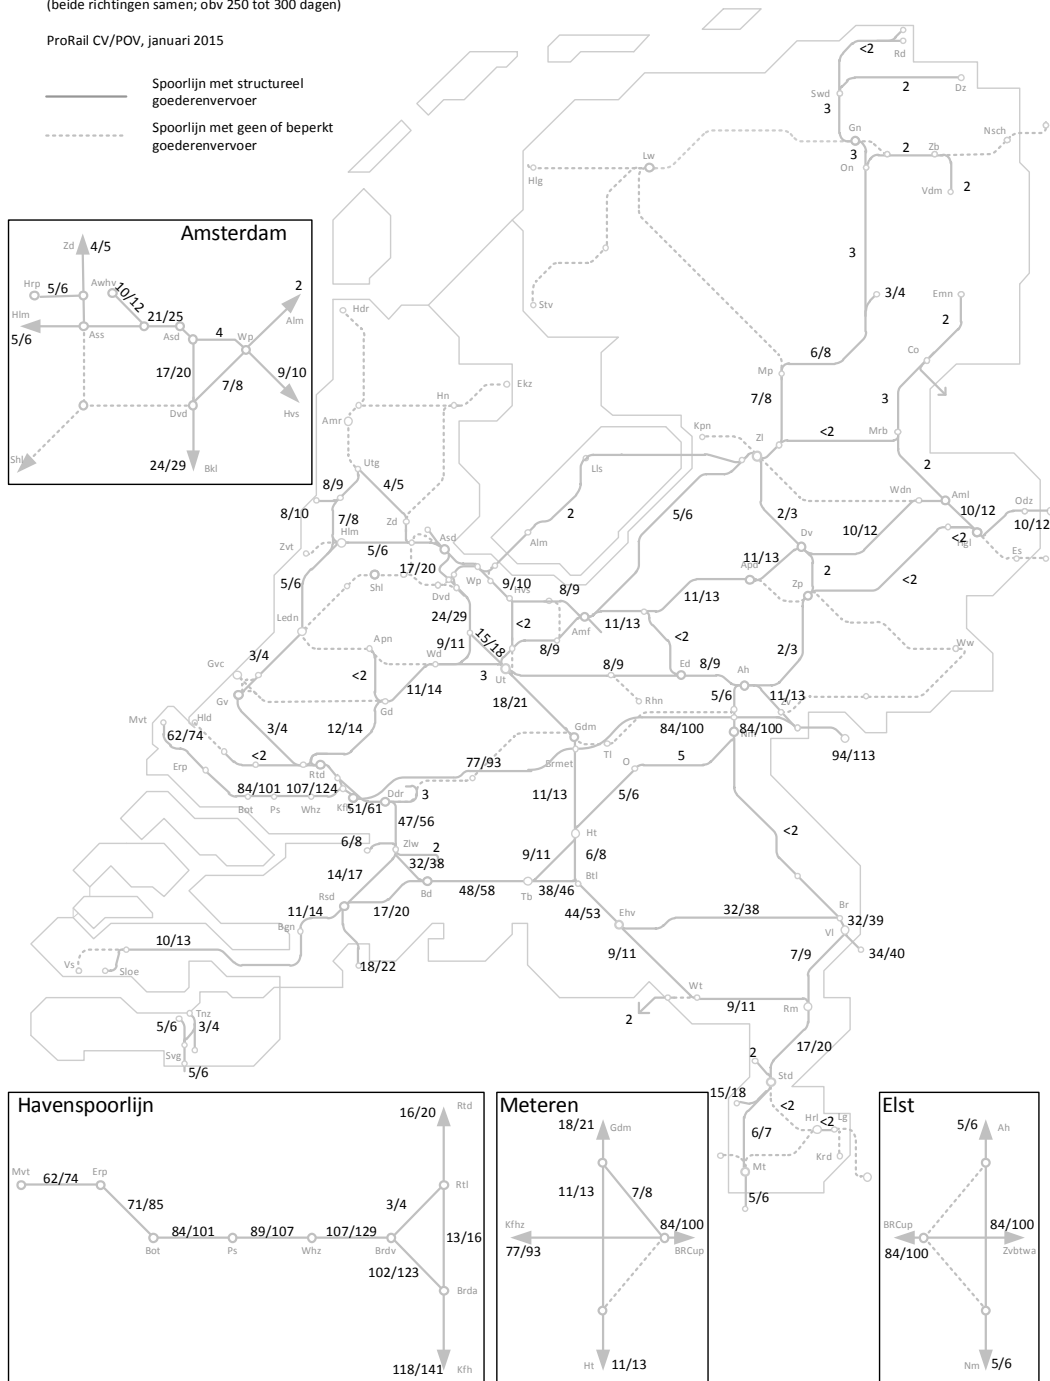 (beide richtingen samen; obv 250 tot 300 dagen)
ProRail CV/POV, januari 2015
Spoorlijn met structureel
goederenvervoer
Spoorlijn met geen of beperkt
goederenvervoer
<2
Rd
2
Dz
Swd
3
Gn
Nsch
2
Zb
3
On
Lw
Hlg
Vdm
2
3
Stv
3/4
Emn
2
Co
6/8
Mp
7/8
3
<2
Mrb
Kpn
Zl
2
Wdn
Aml
10/12
Odz
10/12
<2
Hgl
Es
Amsterdam
Zd
4/5
Hrp
5/6
Awhv
10/12
2
Alm
Hlm
5/6
Ass
21/25
Asd
4
Wp
17/20
7/8
9/10
Hvs
Dvd
Shl
24/29
Bkl
Hdr
Ekz
Hn
Amr
Utg
8/9
4/5
8/10
7/8
Zd
Hlm
Zvt
5/6
Asd
Lls
2
5/6
Alm
2/3
10/12
Dv
11/13
Apd
2
Zp
<2
17/20
Wp
9/10
Hvs
8/9
Shl
Dvd
5/6
Ledn
24/29
<2
Amf
11/13
11/13
9/11
15/18
8/9
<2
2/3
Ww
Apn
Wd
Gvc
3/4
<2
11/14
3
Ut
8/9
Ed
8/9
Ah
5/6
11/13
Zv
Gv
Gd
18/21
Rhn
Mvt
Hld
62/74
3/4
12/14
Gdm
84/100
84/100
Nm
Tl
94/113
<2
Rtd
77/93
Brmet
O
5
Erp
84/101
107/124
Bot
Ps
Whz
Kfh
51/61
Ddr
3
11/13
5/6
47/56
6/8
Zlw
2
Ht
<2
32/38
9/11
6/8
14/17
Btl
Rsd
Bd
48/58
Tb
38/46
11/14
17/20
44/53
32/38
Br
Bgn
Ehv
32/39
Vl
10/13
9/11
34/40
Vs
Sloe
18/22
7/9
Wt
Tnz
5/6
3/4
2
9/11
Rm
Svg
17/20
5/6
2
Std
15/18
<2
Hrl
<2
Lg
6/7
Krd
Mt
5/6
Havenspoorlijn
16/20
Rtd
Mvt
62/74
Erp
Rtl
71/85
3/4
84/101
89/107
107/129
13/16
Bot
Ps
Whz
Brdv
102/123
Brda
118/141
Kfh
Meteren
18/21
Gdm
11/13
7/8
Kfhz
84/100
77/93
BRCup
Ht
11/13
Elst
5/6
Ah
BRCup
84/100
84/100
Zvbtwa
Nm
5/6